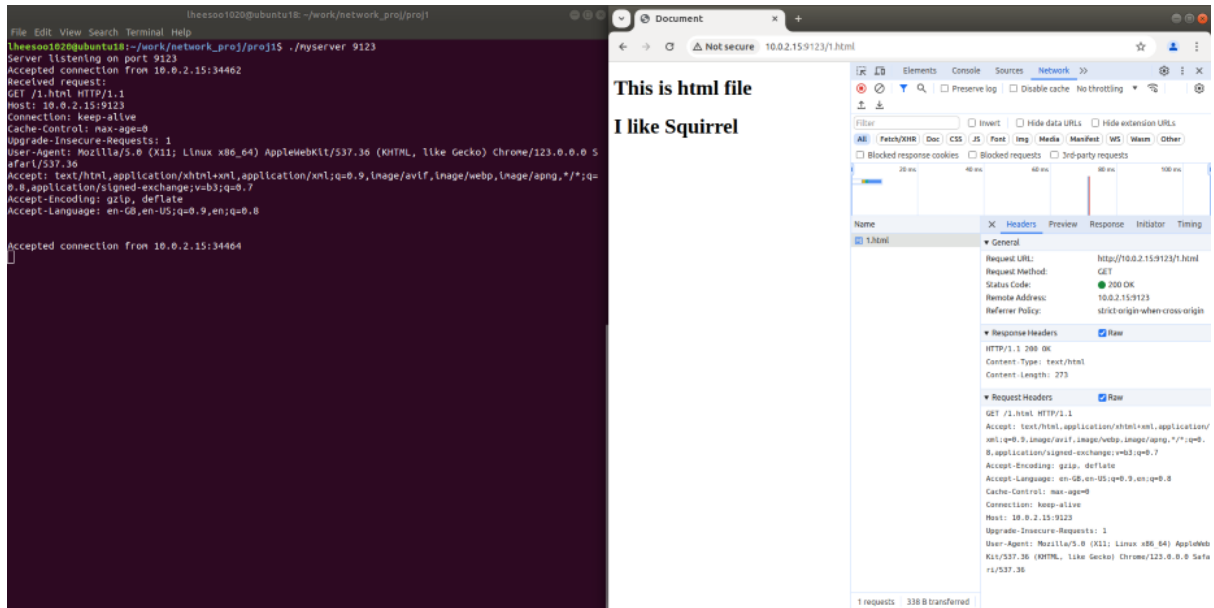 lheesoo1020@ubuntu18: ~/work/network_proj/proj1
File Edit View Search Terminal Help
lheesoo1020@ubuntu18:~/work/network_proj/proj1$ ./myserver 9123
Server listening on port 9123
Accepted connection from 10.0.2.15:34462
Received request:
GET /1.html HTTP/1.1
Host: 10.0.2.15:9123
Connection: keep-alive
Cache-Control: max-age=0
Upgrade-Insecure-Requests: 1
User-Agent: Mozilla/5.0 (X11; Linux x86_64) AppleWebKit/537.36 (KHTML, like Gecko) Chrome/123.0.0.0 S
afari/537.36
Accept: text/html,application/xhtml+xml,application/xml;q=0.9,image/avif,image/webp,image/apng,*/*;q=
0.8,application/signed-exchange;v=b3;q=0.7
Accept-Encoding: gzip, deflate
Accept-Language: en-GB,en-US;q=0.9,en;q=0.8
Accepted connection from 10.0.2.15:34464
Document
Not secure 10.0.2.15:9123/1.html
This is html file
I like Squirrel
Elements Console Sources Network
Preserve log Disable cache No throttling
Filter Invert Hide data URLs Hide extension URLs
All Fetch/XHR Doc CSS JS Font Img Media Manifest WS Wasm Other
Blocked response cookies Blocked requests 3rd-party requests
20 ms 40 ms 60 ms 80 ms 100 ms
Name
1.html
Headers Preview Response Initiator Timing
General
Request URL: http://10.0.2.15:9123/1.html
Request Method: GET
Status Code: 200 OK
Remote Address: 10.0.2.15:9123
Referrer Policy: strict-origin-when-cross-origin
Response Headers Raw
HTTP/1.1 200 OK
Content-Type: text/html
Content-Length: 273
Request Headers Raw
GET /1.html HTTP/1.1
Accept: text/html,application/xhtml+xml,application/
xml;q=0.9,image/avif,image/webp,image/apng,*/*;q=0.
8,application/signed-exchange;v=b3;q=0.7
Accept-Encoding: gzip, deflate
Accept-Language: en-GB,en-US;q=0.9,en;q=0.8
Cache-Control: max-age=0
Connection: keep-alive
Host: 10.0.2.15:9123
Upgrade-Insecure-Requests: 1
User-Agent: Mozilla/5.0 (X11; Linux x86_64) AppleWeb
Kit/537.36 (KHTML, like Gecko) Chrome/123.0.0.0 Safa
ri/537.36
1 requests 338 B transferred